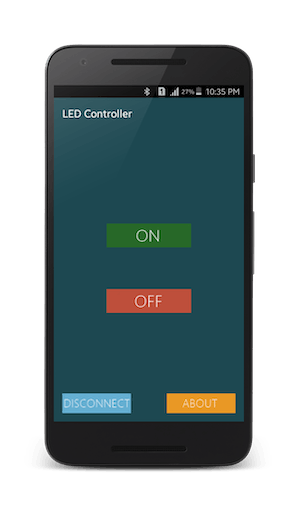 27% 10:35 PM
LED Controller
ON
OFF
DISCONNECT ABOUT